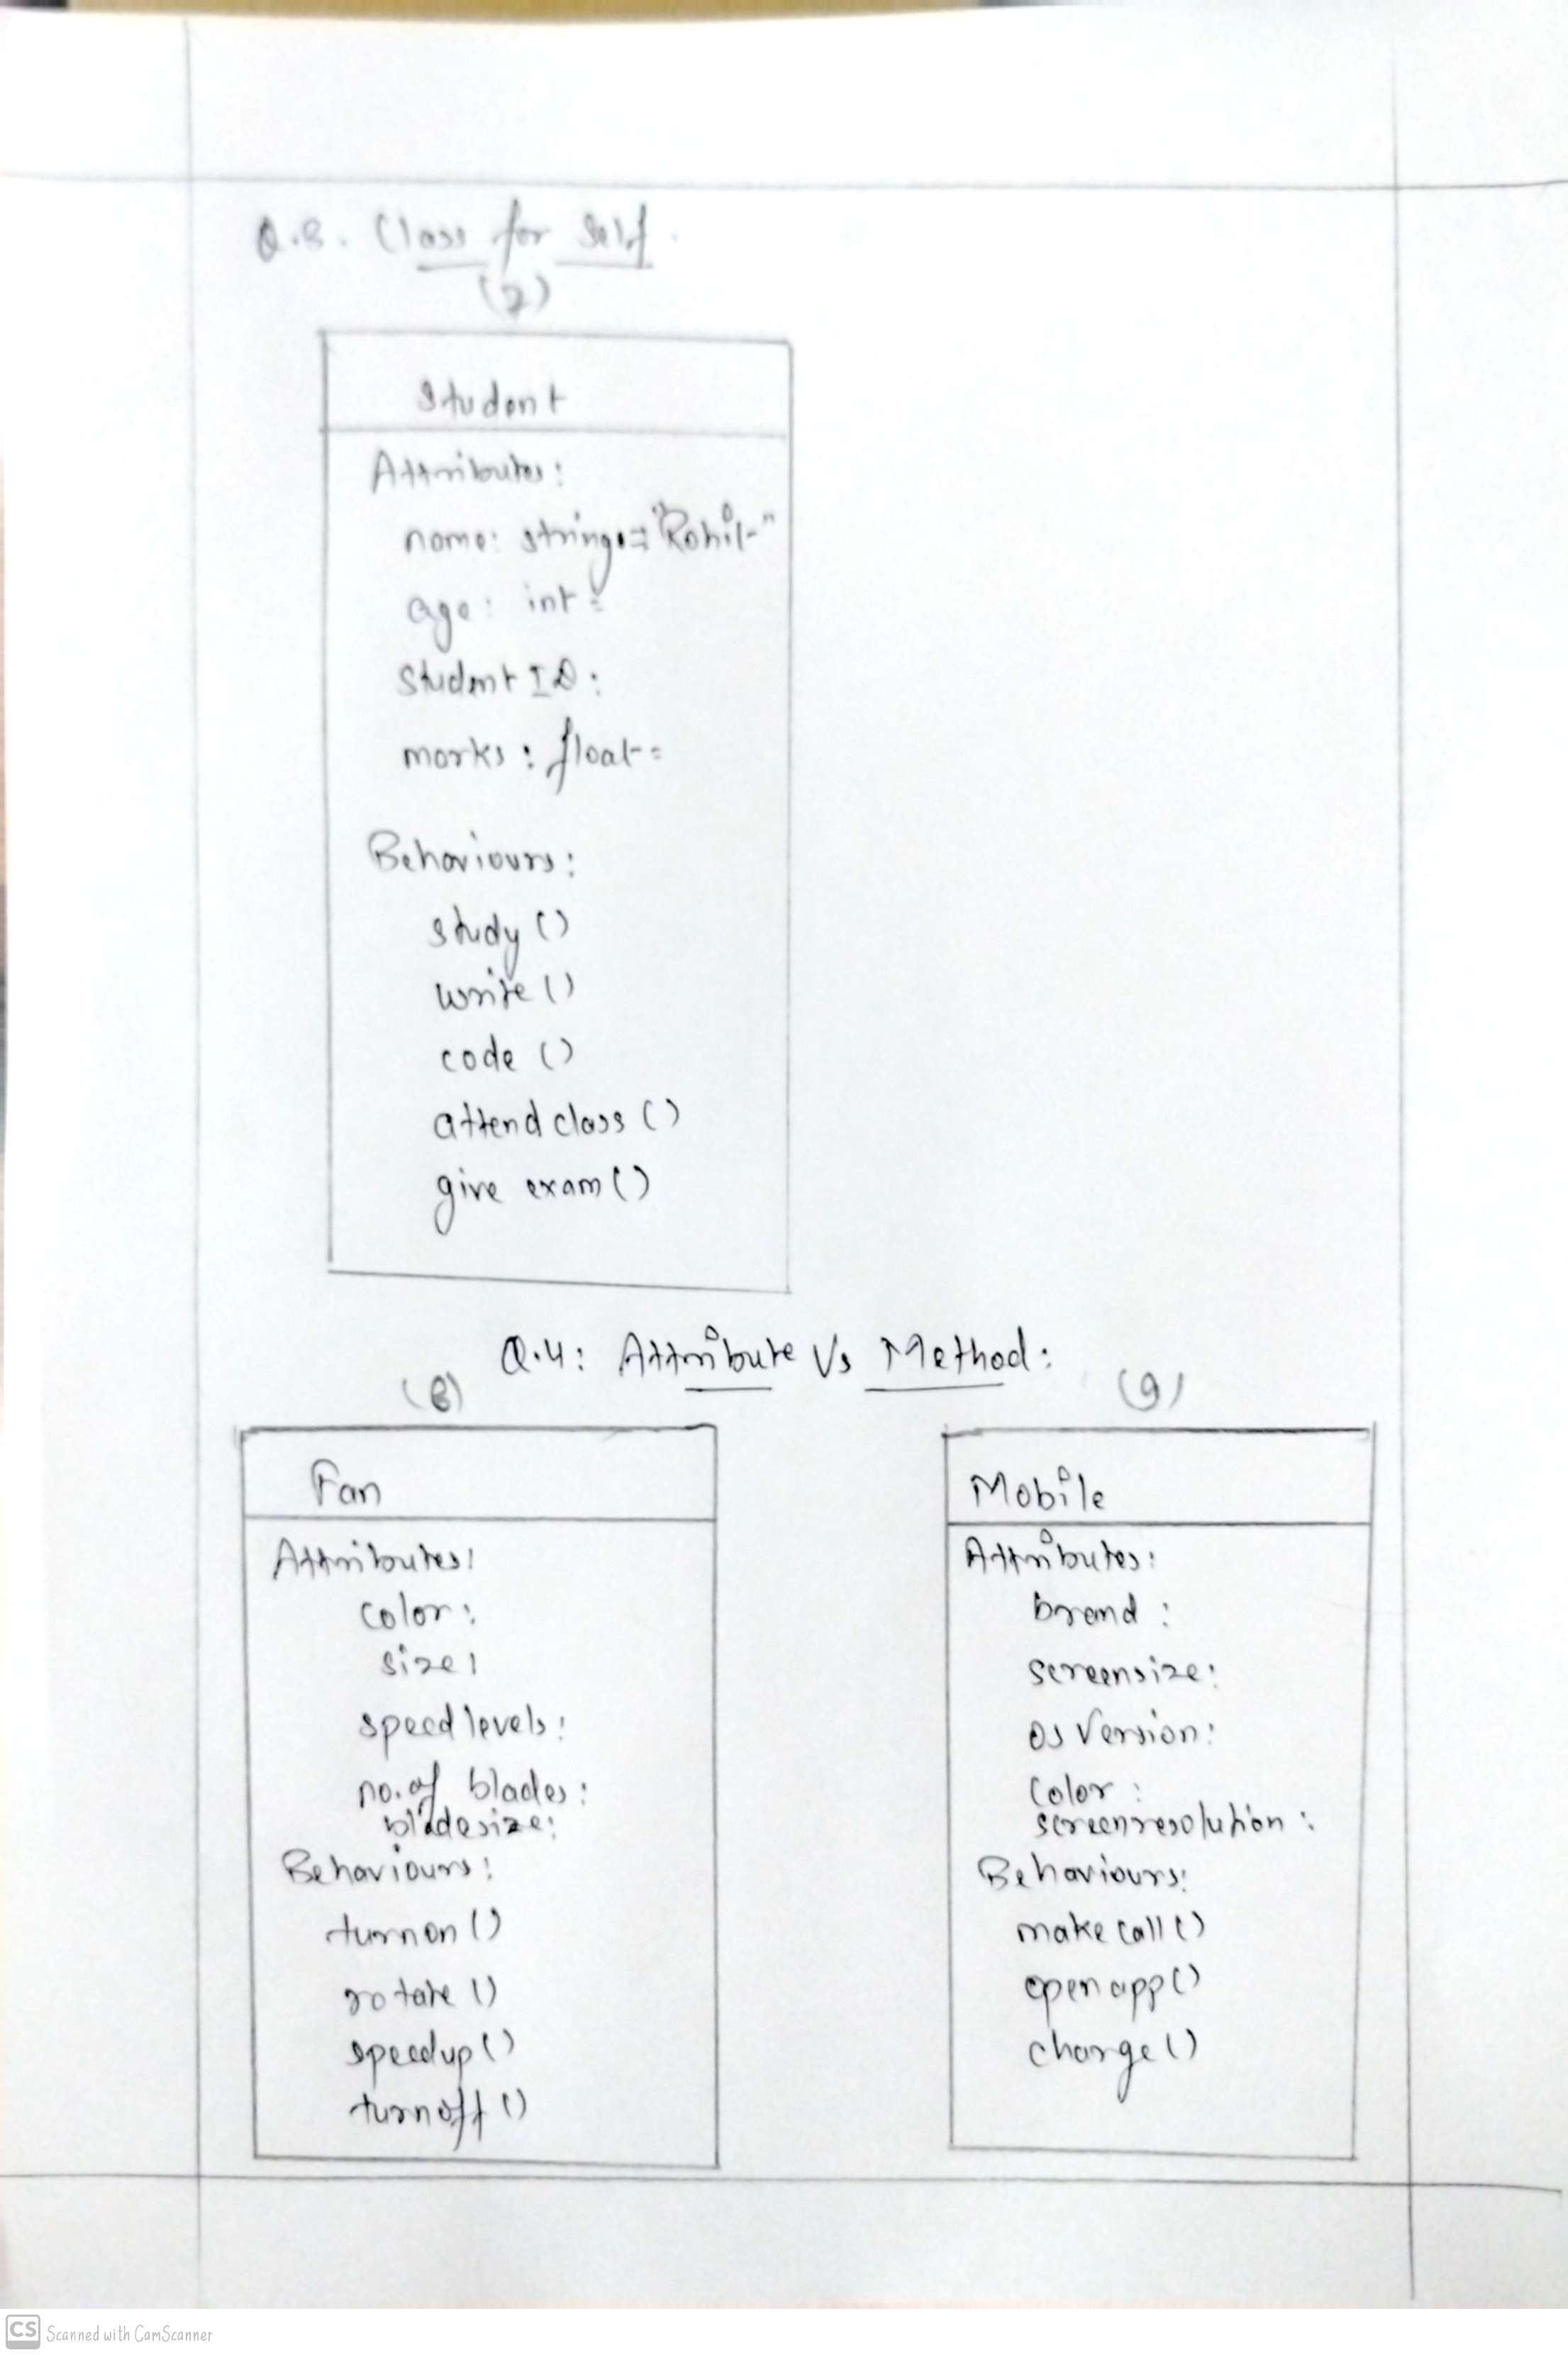 Q.3. Class for Self.
(7)
Student
Attributes:
name: string = "Rohit"
age: int =
Student ID:
marks: float =
Behaviours:
study ()
write ()
code ()
attend class ()
give exam ()
Q.4: Attribute Vs Method:
(8)
Fan
Attributes:
color:
size:
speed levels:
no. of blades:
bladesize:
Behaviours:
turnon ()
rotate ()
speedup ()
turnoff ()
(9)
Mobile
Attributes:
brand:
screensize:
os Version:
Color:
screenresolution:
Behaviours:
make call ()
open app ()
charge ()
CS Scanned with CamScanner